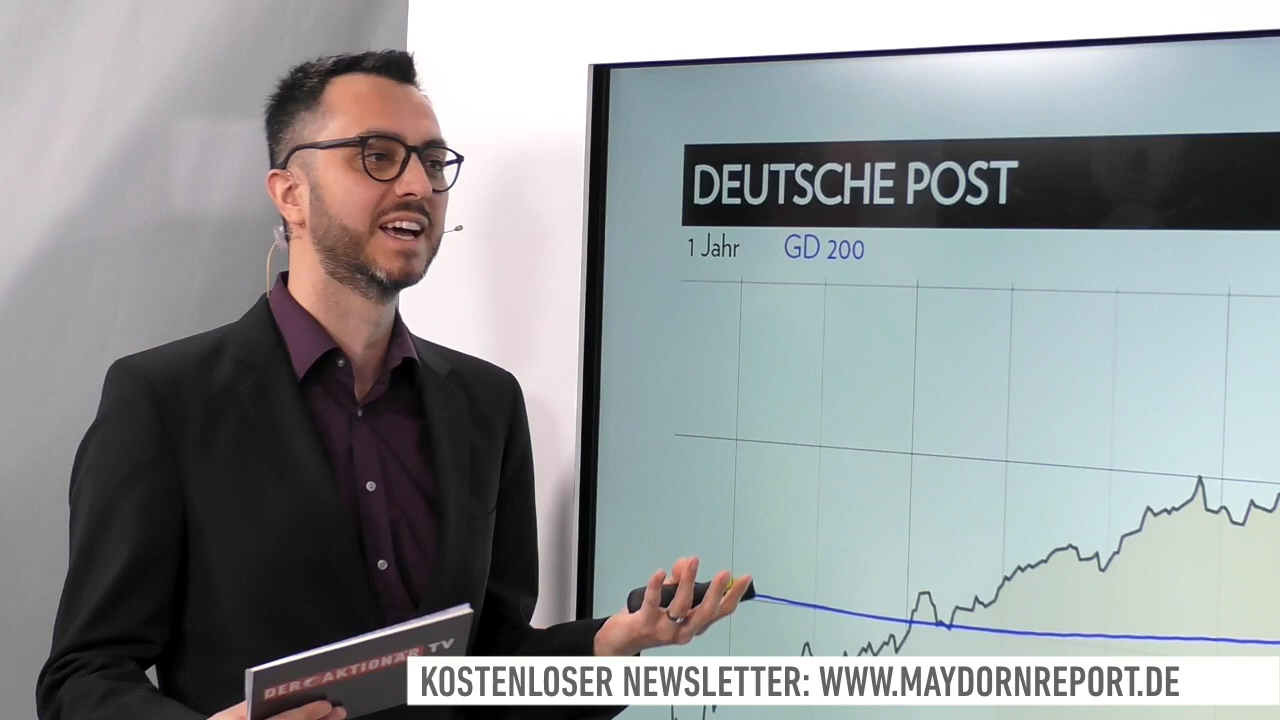 DEUTSCHE POST
1 Jahr GD 200
DER AKTIONÄR TV
KOSTENLOSER NEWSLETTER: WWW.MAYDORNREPORT.DE